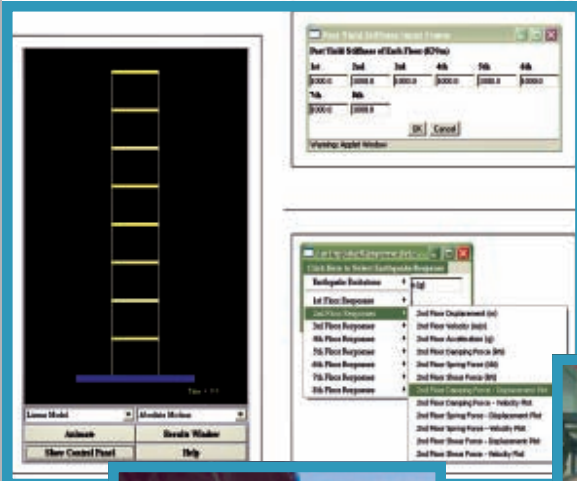 Post Yield Stiffness Input Frame
Post Yield Stiffness of Each Floor (KN/m)
1st 2nd 3rd 4th 5th 6th
7th 8th
OK Cancel
Warning: Applet Window
Click Here to Select Earthquake Response
Earthquake Excitations
(g)
1st Floor Response
2nd Floor Response
3rd Floor Response
4th Floor Response
5th Floor Response
6th Floor Response
7th Floor Response
8th Floor Response
2nd Floor Displacement (m)
2nd Floor Velocity (m/s)
2nd Floor Acceleration (g)
2nd Floor Damping Force (kN)
2nd Floor Spring Force (kN)
2nd Floor Shear Force (kN)
2nd Floor Damping Force - Displacement Plot
2nd Floor Damping Force - Velocity Plot
2nd Floor Spring Force - Displacement Plot
2nd Floor Spring Force - Velocity Plot
2nd Floor Shear Force - Displacement Plot
2nd Floor Shear Force - Velocity Plot
Linear Model
Absolute Motion
Animate
Results Window
Show Control Panel
Help